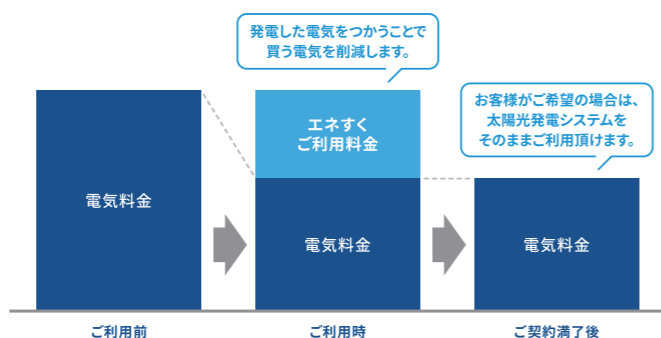 発電した電気をつかうことで
買う電気を削減します。
お客様がご希望の場合は、
太陽光発電システムを
そのままご利用頂けます。
エネすく
ご利用料金
電気料金
電気料金
電気料金
ご利用前
ご利用時
ご契約満了後